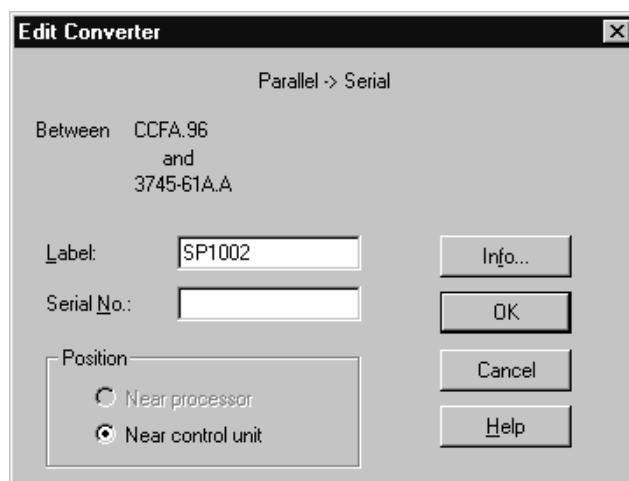 Edit Converter
Parallel -> Serial
Between CCFA.96
and
3745-61A.A
Label: SP1002 Info...
Serial No.: OK
Position Cancel
Near processor
Near control unit Help